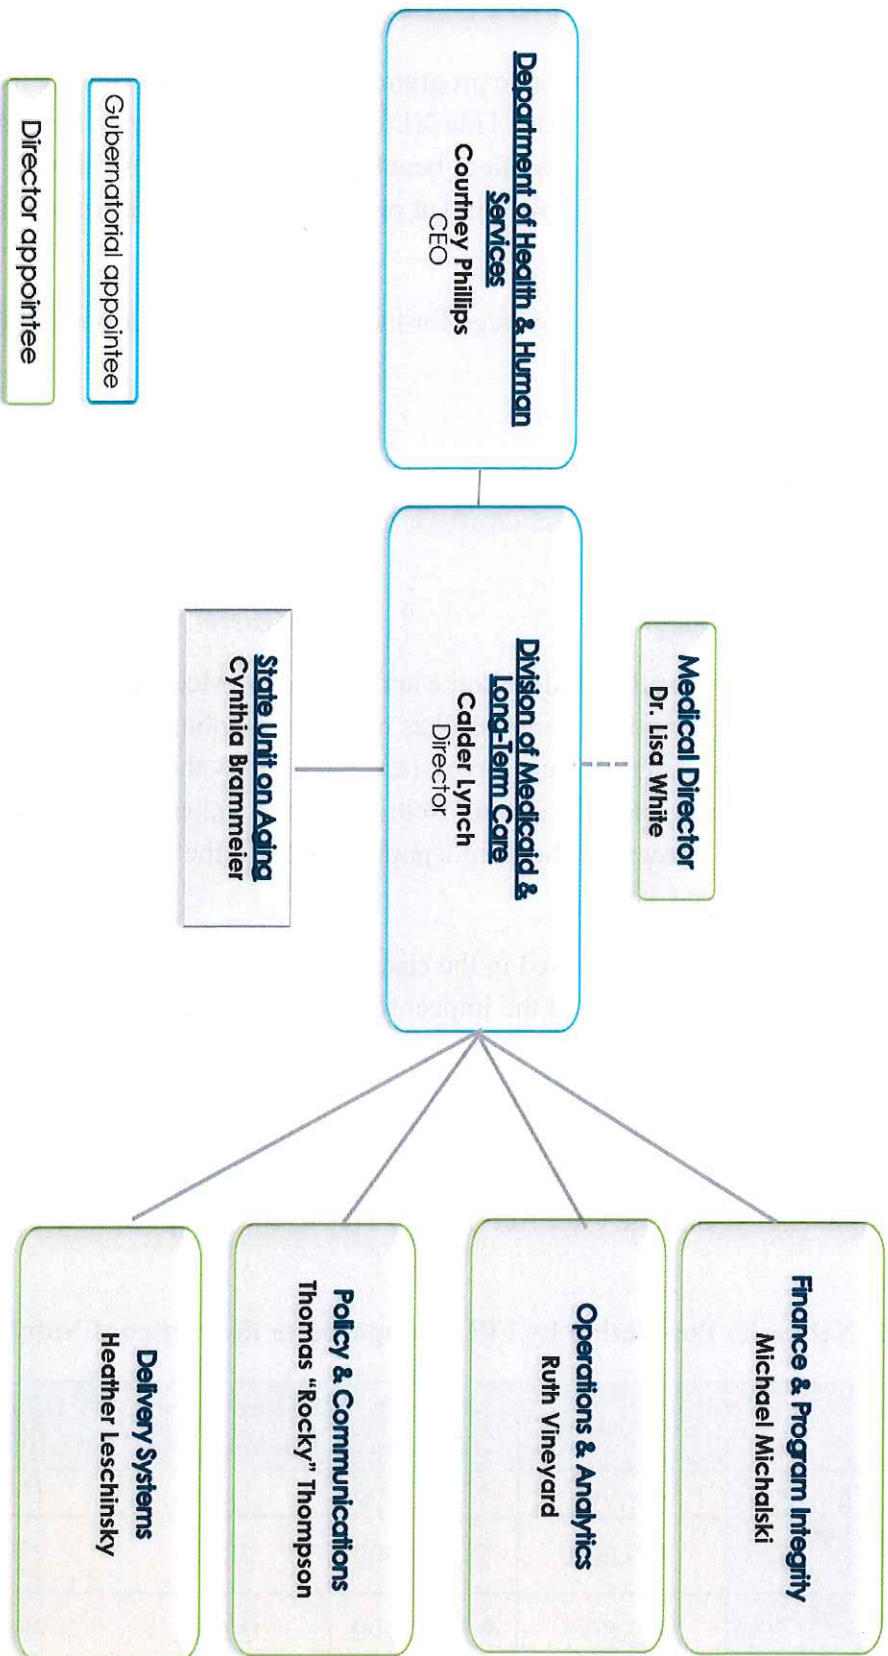 Department of Health & Human
Services
Courtney Phillips
CEO
Medical Director
Dr. Lisa White
Division of Medicaid &
Long-Term Care
Calder Lynch
Director
State Unit on Aging
Cynthia Brammeier
Finance & Program Integrity
Michael Michalski
Operations & Analytics
Ruth Vineyard
Policy & Communications
Thomas “Rocky” Thompson
Delivery Systems
Heather Leschinsky
Gubernatorial appointee
Director appointee